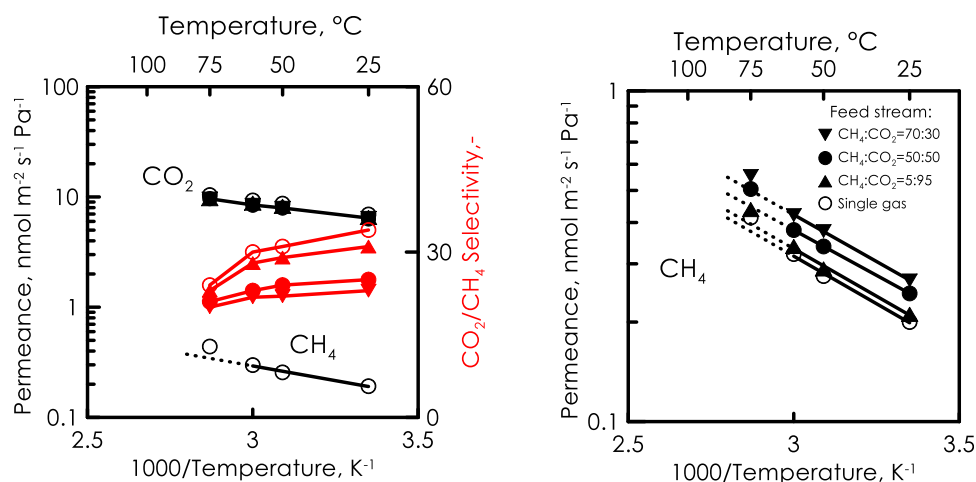 Temperature, °C
100 75 50 25
Permeance, nmol m⁻² s⁻¹ Pa⁻¹
100
10
1
0.1
CO₂
CH₄
60
30
0
CO₂/CH₄ Selectivity,-
2.5 3 3.5
1000/Temperature, K⁻¹
Temperature, °C
100 75 50 25
Permeance, nmol m⁻² s⁻¹ Pa⁻¹
1
0.1
Feed stream:
CH₄:CO₂=70:30
CH₄:CO₂=50:50
CH₄:CO₂=5:95
Single gas
CH₄
2.5 3 3.5
1000/Temperature, K⁻¹